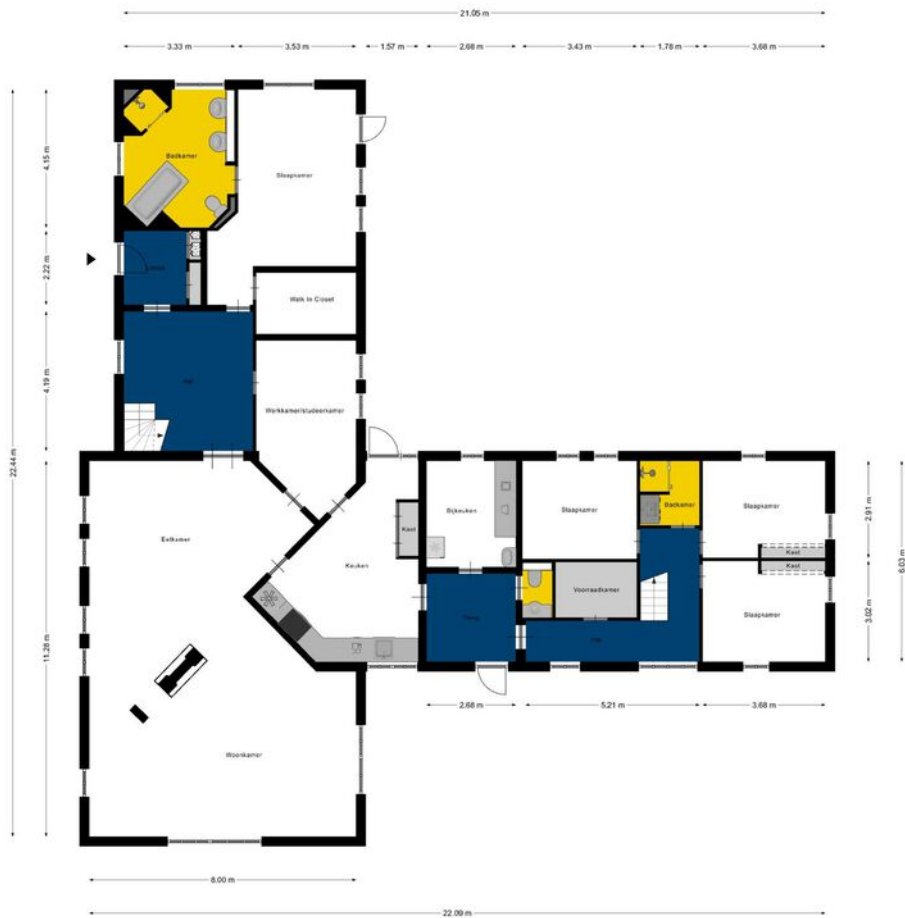 21.05 m
3.33 m
3.53 m
1.57 m
2.68 m
3.43 m
1.78 m
3.68 m
22.44 m
4.15 m
2.22 m
4.19 m
11.28 m
Badkamer
Slaapkamer
Walk In Closet
Hal
Werkkamer/studeerkamer
Eetkamer
Keuken
Kast
Bijkeuken
Slaapkamer
Badkamer
Slaapkamer
Kast
Kast
Voorraadkamer
Hal
Slaapkamer
Woonkamer
2.91 m
3.02 m
6.03 m
2.68 m
5.21 m
3.68 m
8.00 m
22.09 m